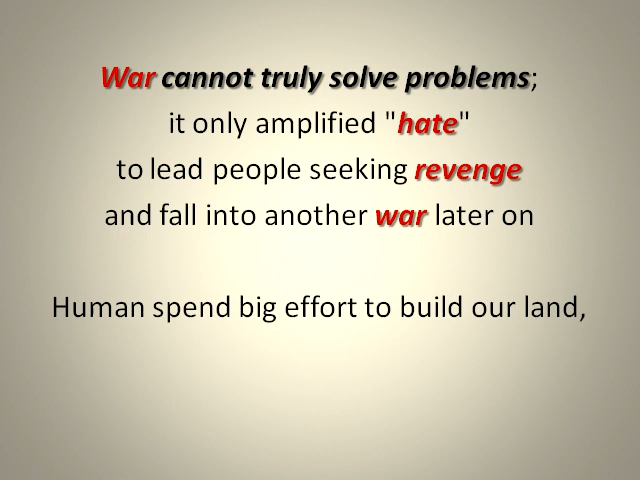 War cannot truly solve problems;
it only amplified "hate"
to lead people seeking revenge
and fall into another war later on
Human spend big effort to build our land,